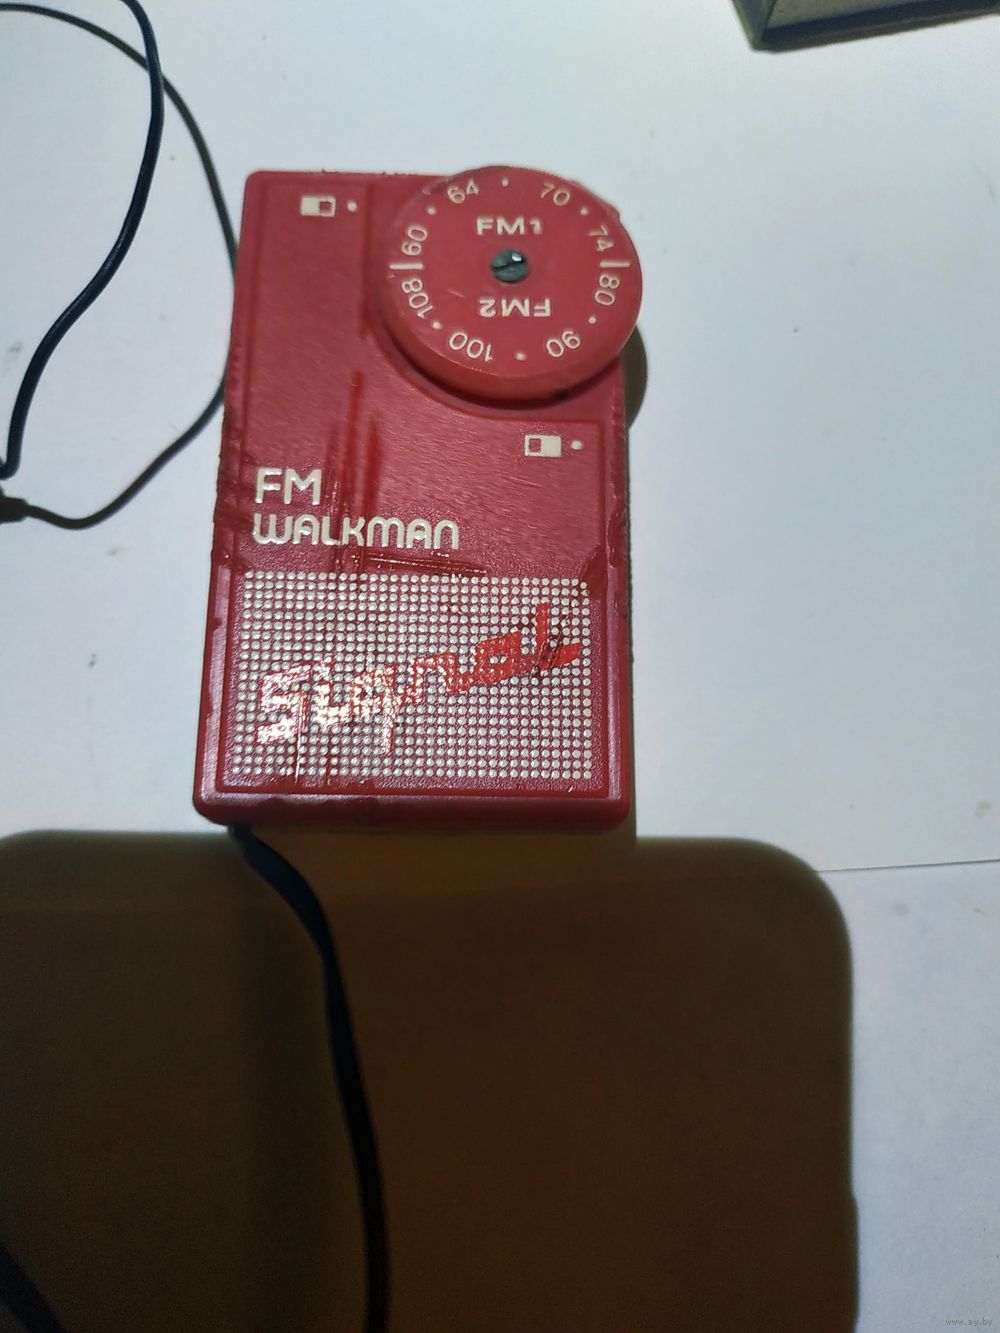 64 70
60 74
FM1
108 80
FM2
100 90
FM
WALKMAN
Signal
www.ay.by